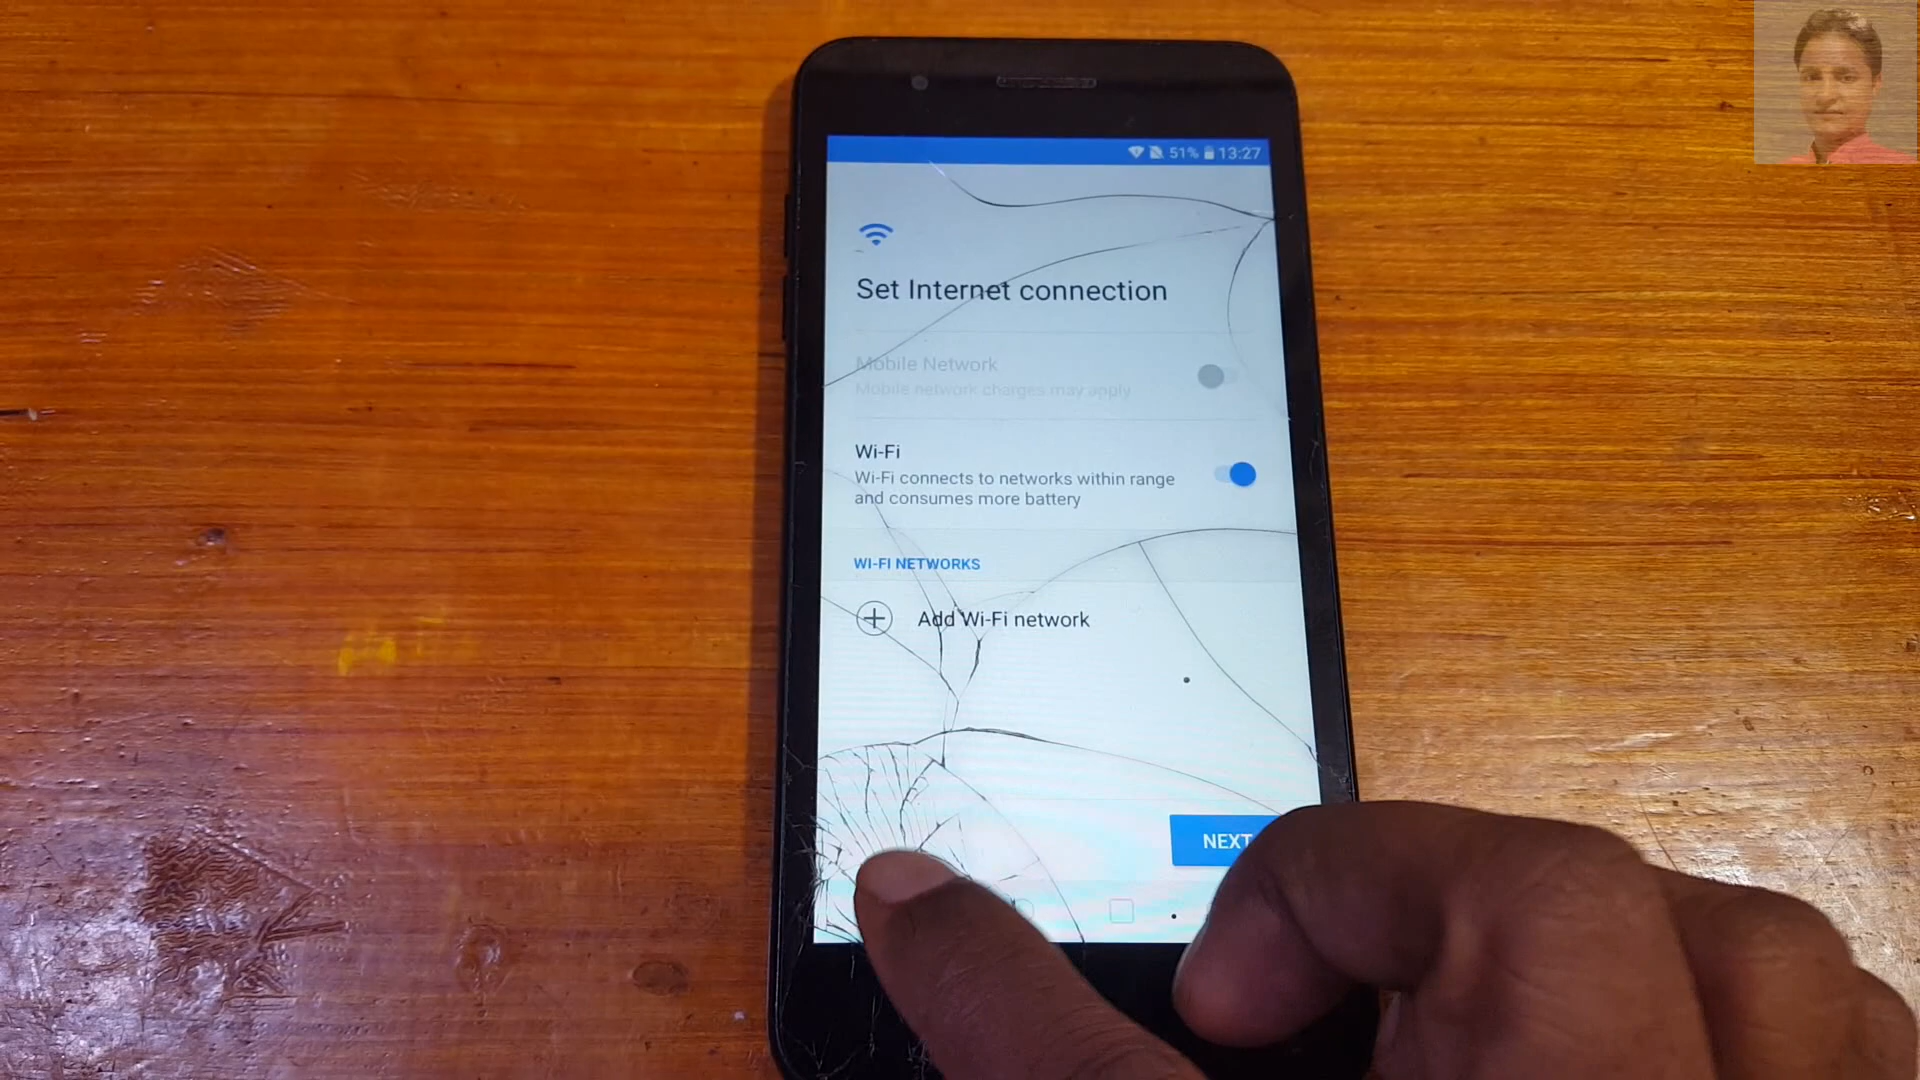 51% 13:27
Set Internet connection
Mobile Network
Mobile network charges may apply
Wi-Fi
Wi-Fi connects to networks within range
and consumes more battery
WI-FI NETWORKS
Add Wi-Fi network
NEXT